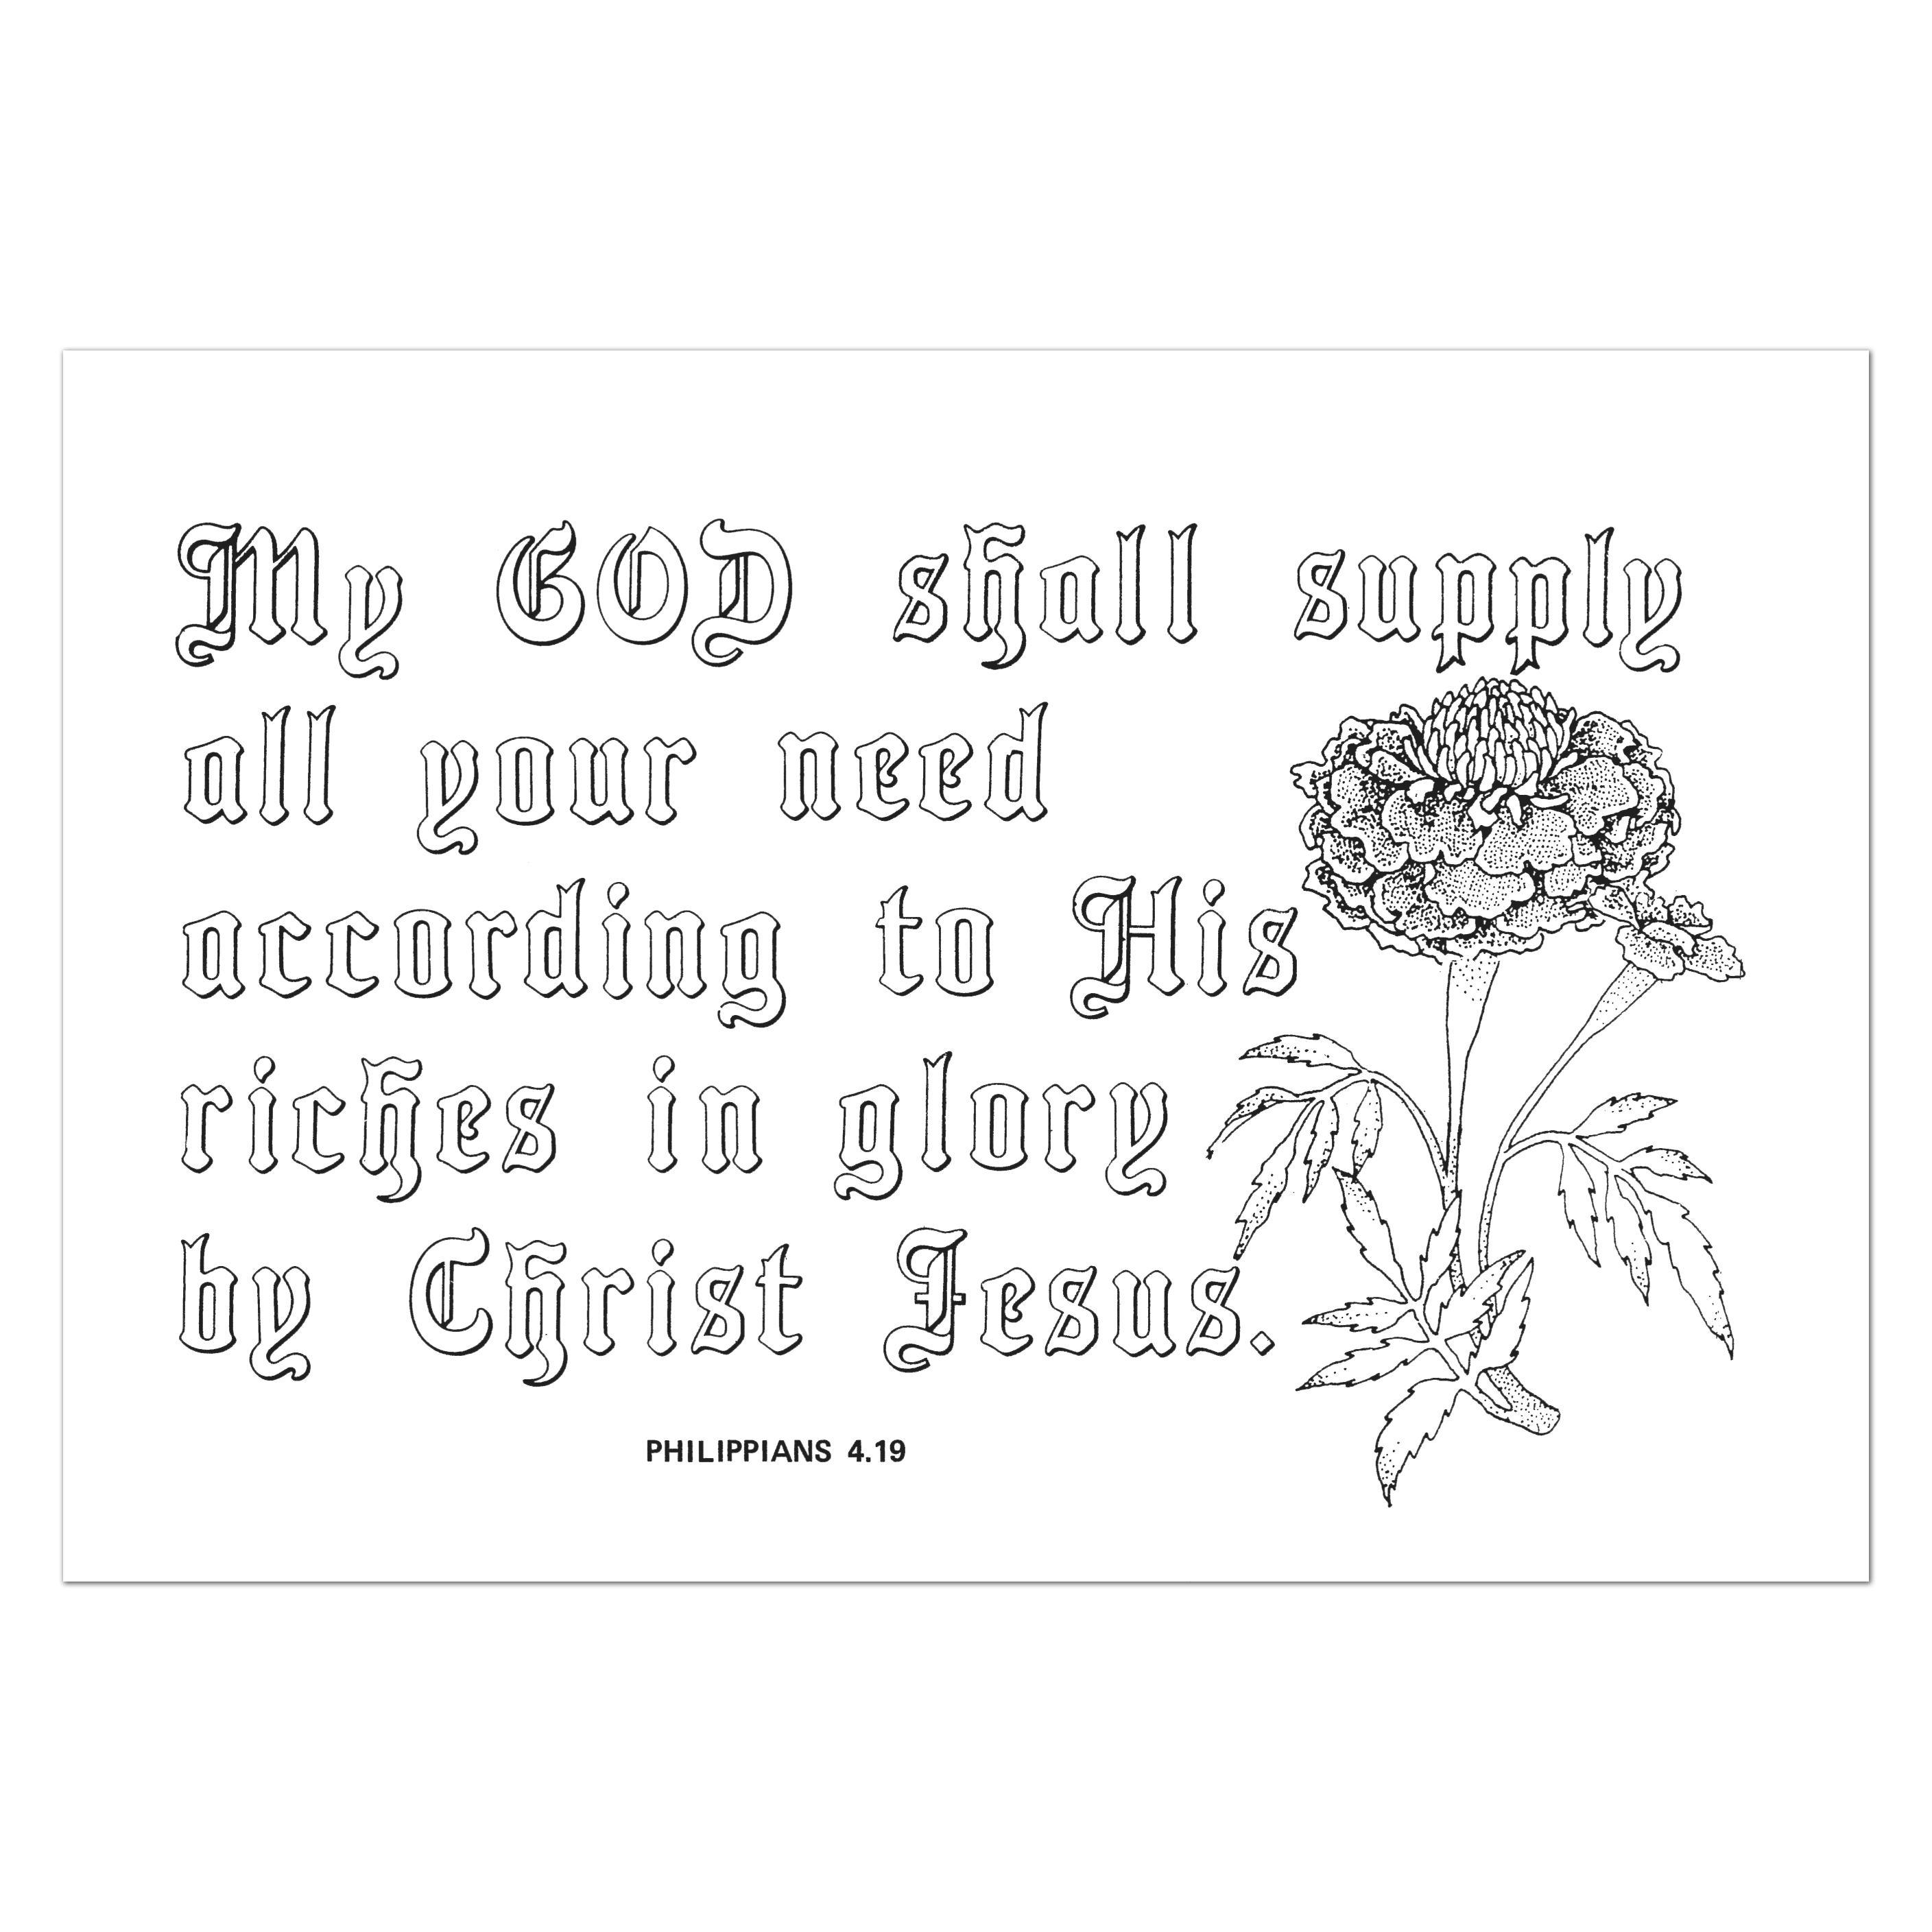 My GOD shall supply
all your need
according to His
riches in glory
by Christ Jesus.
PHILIPPIANS 4.19